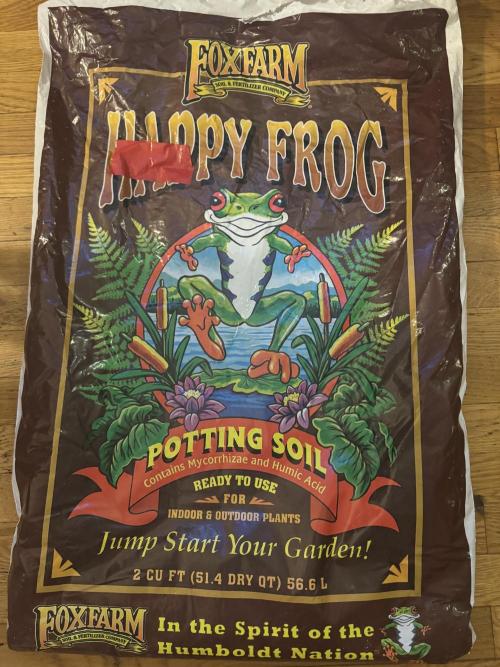 FOXFARM
SOIL & FERTILIZER COMPANY
HAPPY FROG
POTTING SOIL
Contains Mycorrhizae and Humic Acid
READY TO USE
FOR
INDOOR & OUTDOOR PLANTS
Jump Start Your Garden!
2 CU FT (51.4 DRY QT) 56.6 L
FOXFARM
SOIL & FERTILIZER COMPANY
In the Spirit of the
Humboldt Nation